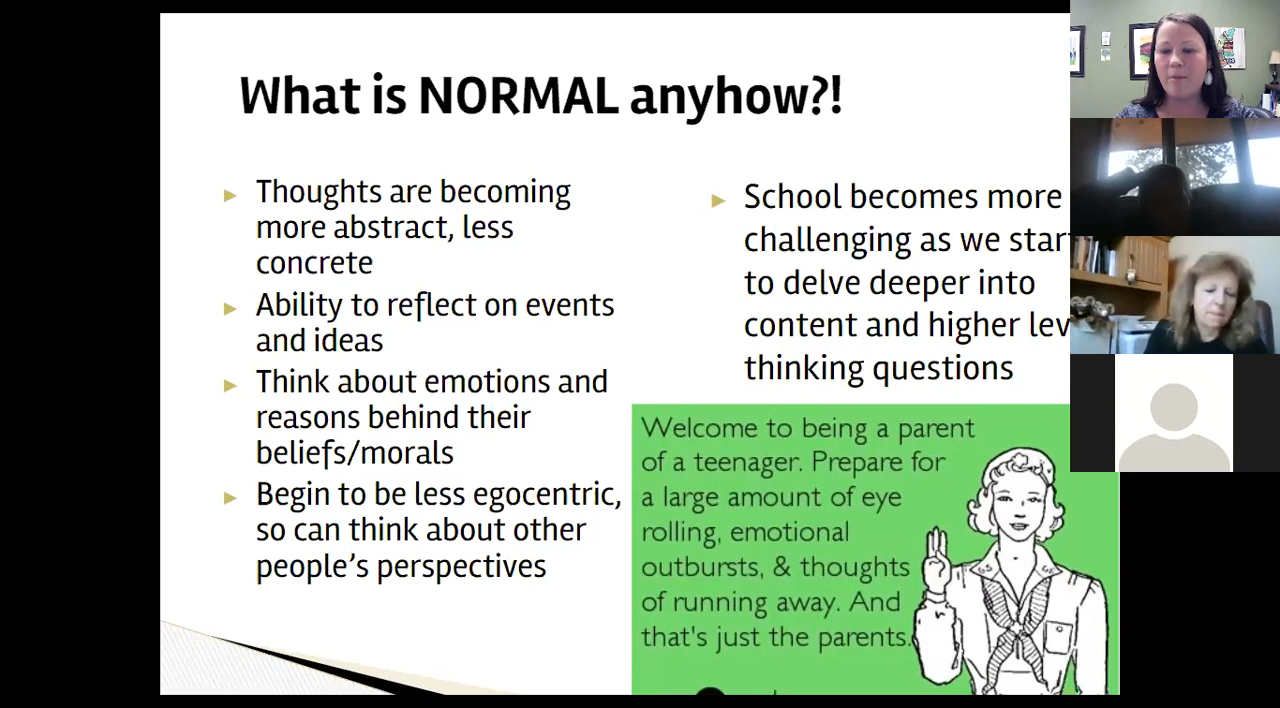 What is NORMAL anyhow?!
Thoughts are becoming
more abstract, less
concrete
Ability to reflect on events
and ideas
Think about emotions and
reasons behind their
beliefs/morals
Begin to be less egocentric,
so can think about other
people’s perspectives
School becomes more
challenging as we star
to delve deeper into
content and higher lev
thinking questions
Welcome to being a parent
of a teenager. Prepare for
a large amount of eye
rolling, emotional
outbursts, & thoughts
of running away. And
that's just the parents.